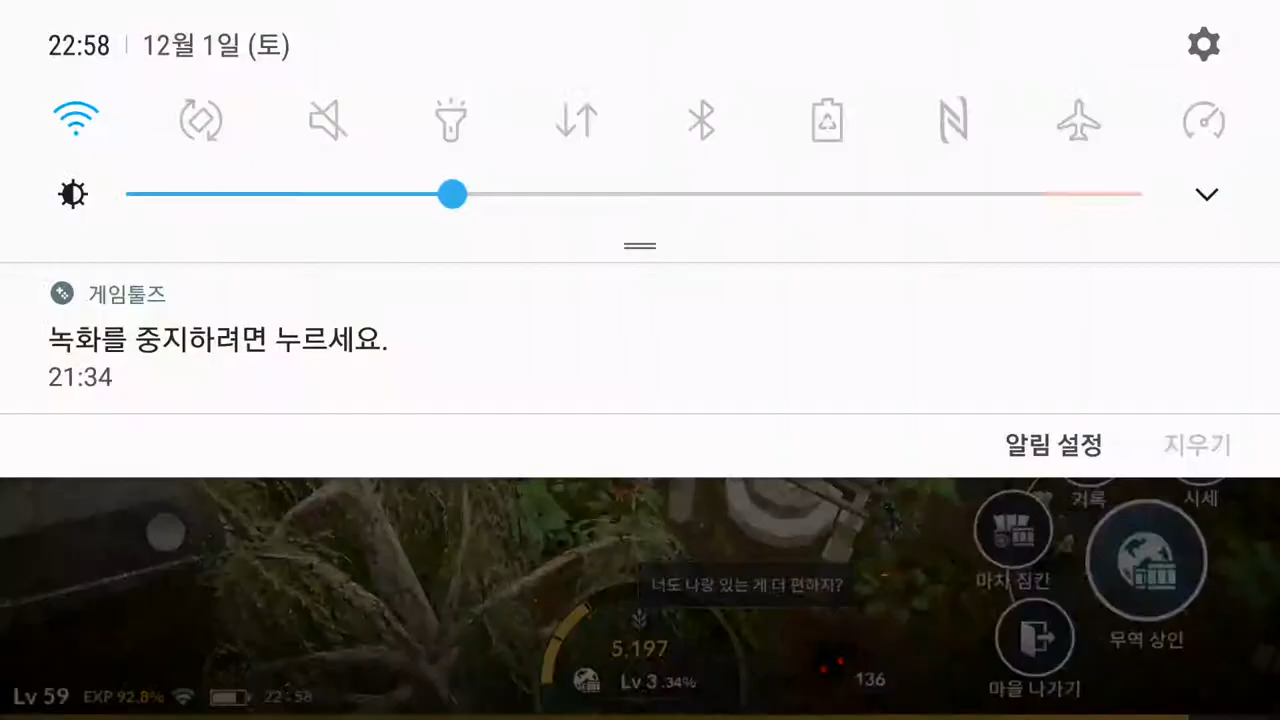 22:58 12월 1일 (토)
게임툴즈
녹화를 중지하려면 누르세요.
21:34
알림 설정 지우기
거록 시세
마차 짐칸
너도 나랑 있는 게 더 편하지?
무역 상인
5,197
Lv 3.34%
136
마을 나가기
Lv 59 EXP 92.8% 22:58